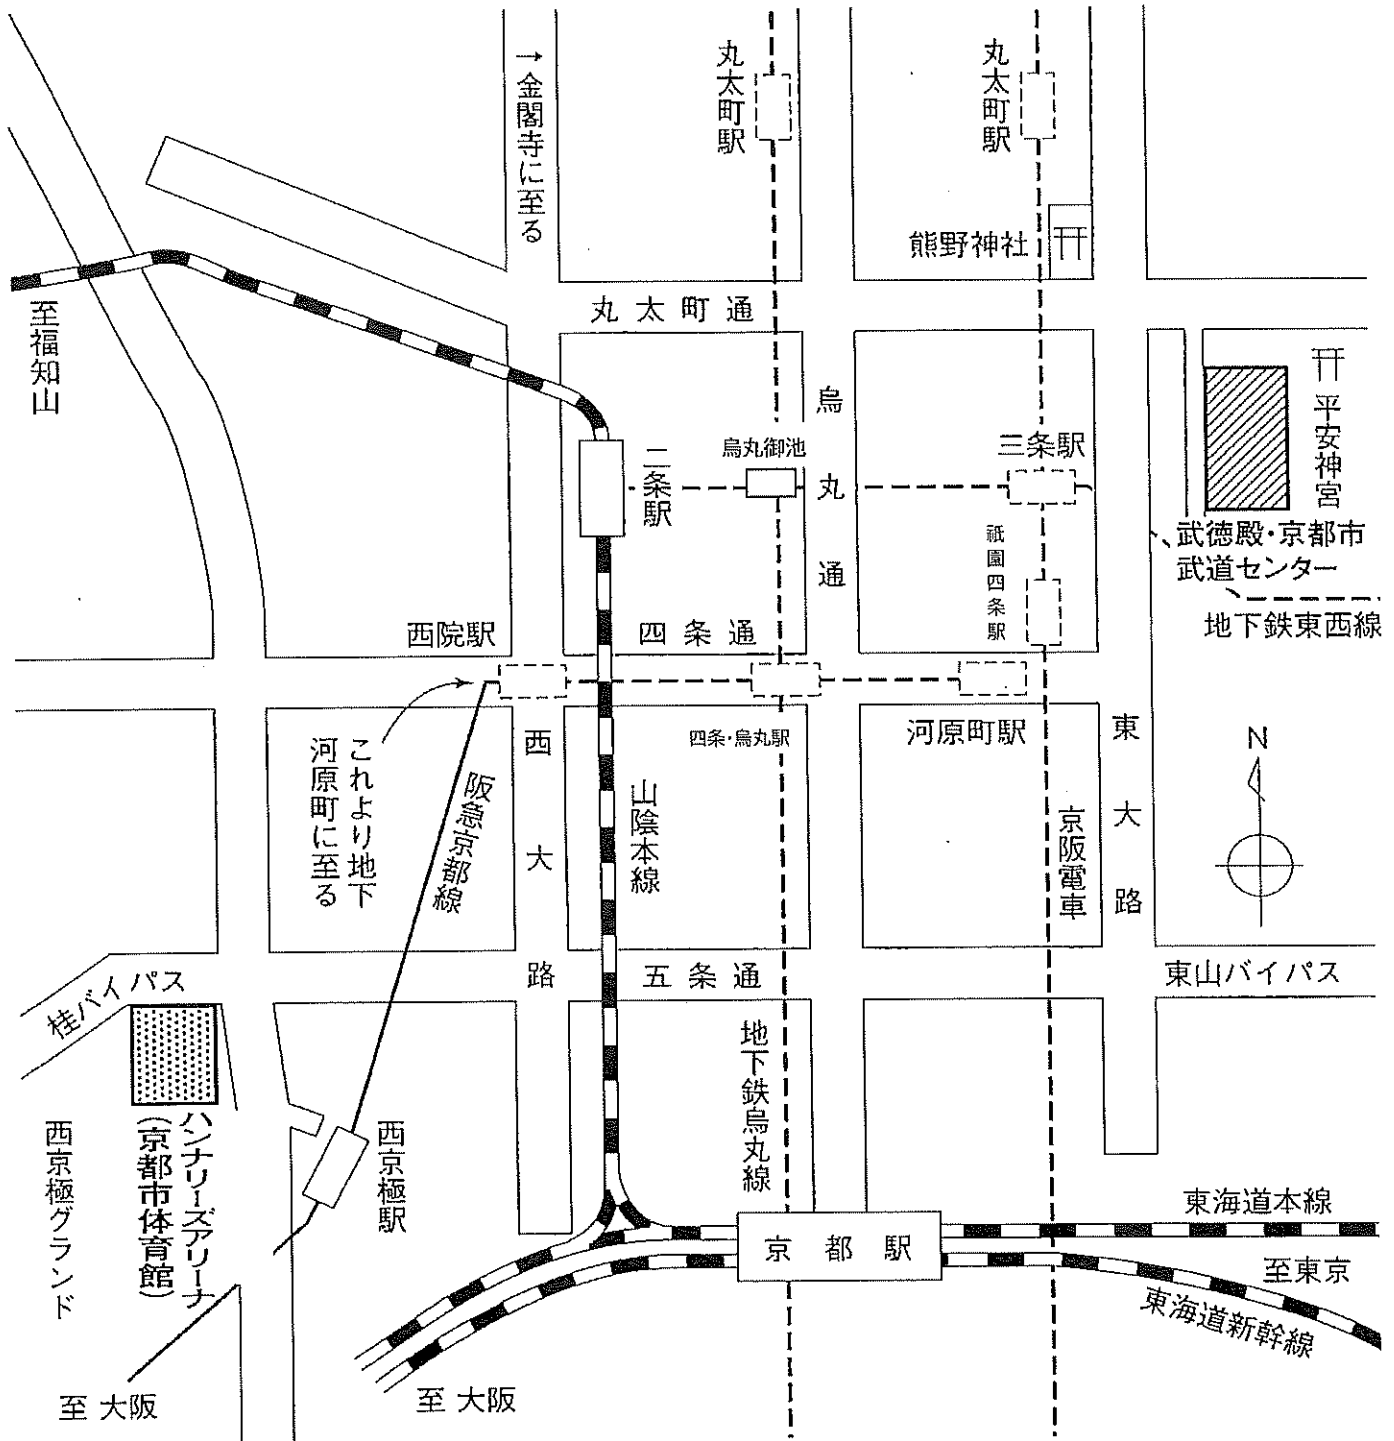 →金閣寺に至る
丸太町駅
丸太町駅
熊野神社
丸太町通
至福知山
烏丸通
二条駅
烏丸御池
三条駅
平安神宮
武徳殿・京都市
武道センター
祇園四条駅
地下鉄東西線
西院駅
四条通
これより地下
河原町に至る
阪急京都線
西大路
山陰本線
四条・烏丸駅
河原町駅
東大路
京阪電車
N
桂バイパス
五条通
東山バイパス
地下鉄烏丸線
西京極グランド
ハンナリーズアリーナ
(京都市体育館)
西京極駅
京都駅
東海道本線
至東京
東海道新幹線
至 大阪
至 大阪